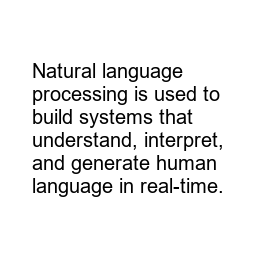 Natural language
processing is used to
build systems that
understand, interpret,
and generate human
language in real-time.